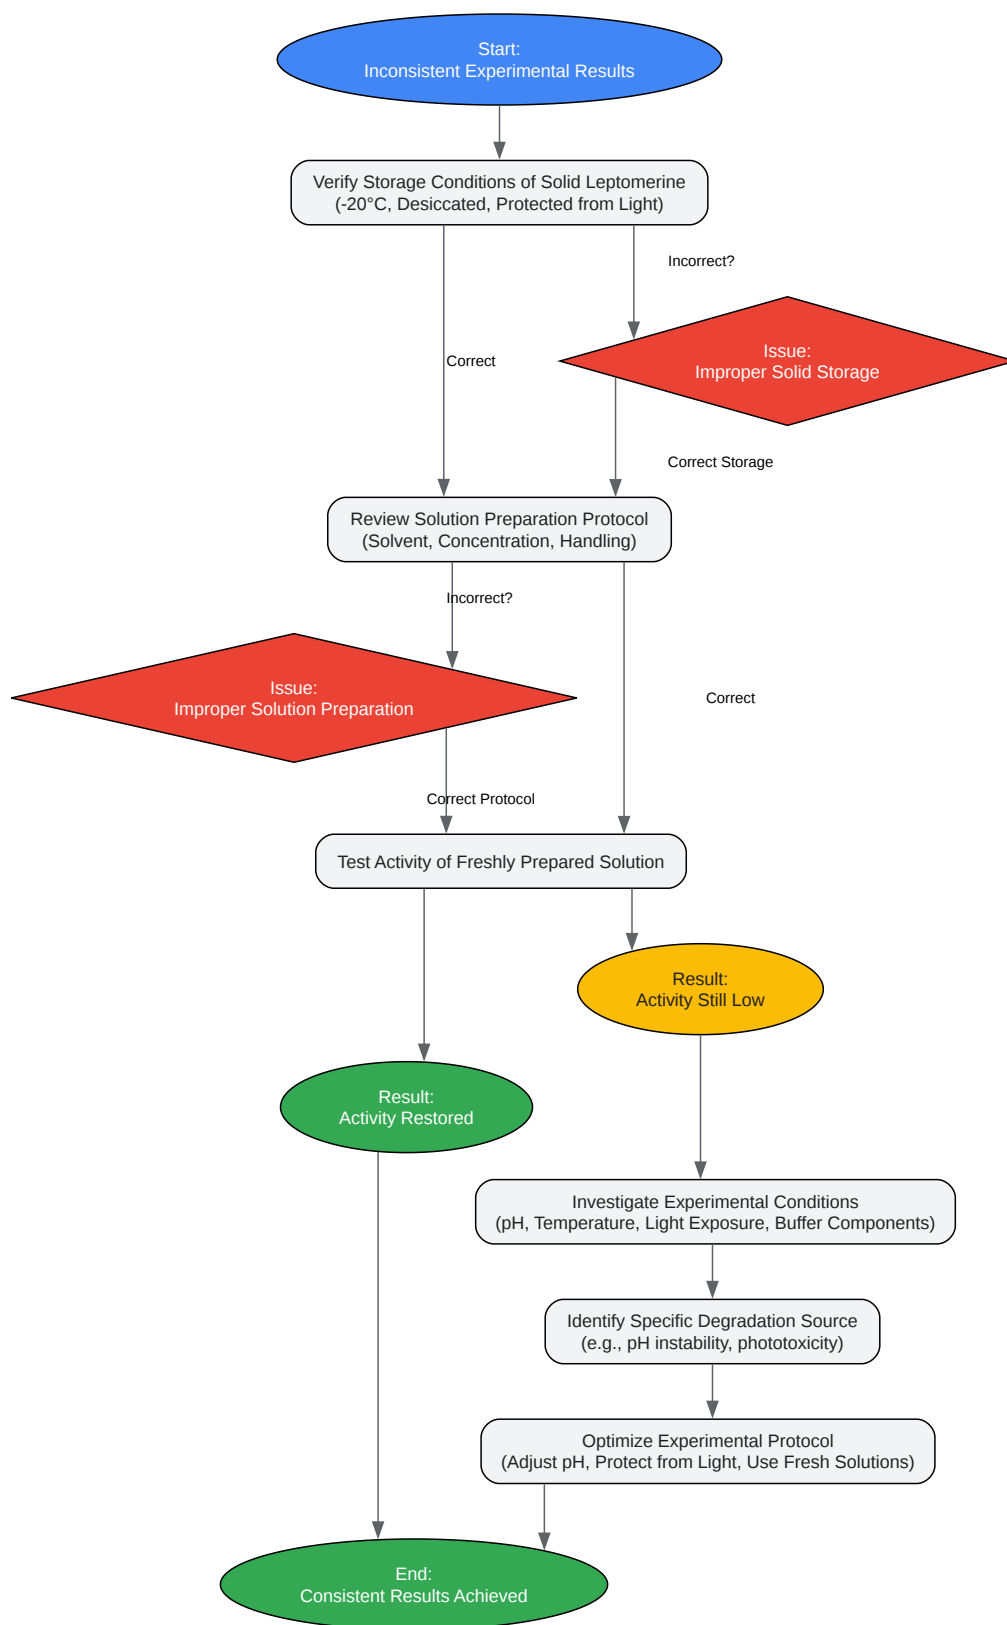 Start:
Inconsistent Experimental Results
Verify Storage Conditions of Solid Leptomerine
(-20°C, Desiccated, Protected from Light)
Incorrect?
Issue:
Improper Solid Storage
Correct
Correct Storage
Review Solution Preparation Protocol
(Solvent, Concentration, Handling)
Incorrect?
Issue:
Improper Solution Preparation
Correct
Correct Protocol
Test Activity of Freshly Prepared Solution
Result:
Activity Still Low
Result:
Activity Restored
Investigate Experimental Conditions
(pH, Temperature, Light Exposure, Buffer Components)
Identify Specific Degradation Source
(e.g., pH instability, phototoxicity)
Optimize Experimental Protocol
(Adjust pH, Protect from Light, Use Fresh Solutions)
End:
Consistent Results Achieved